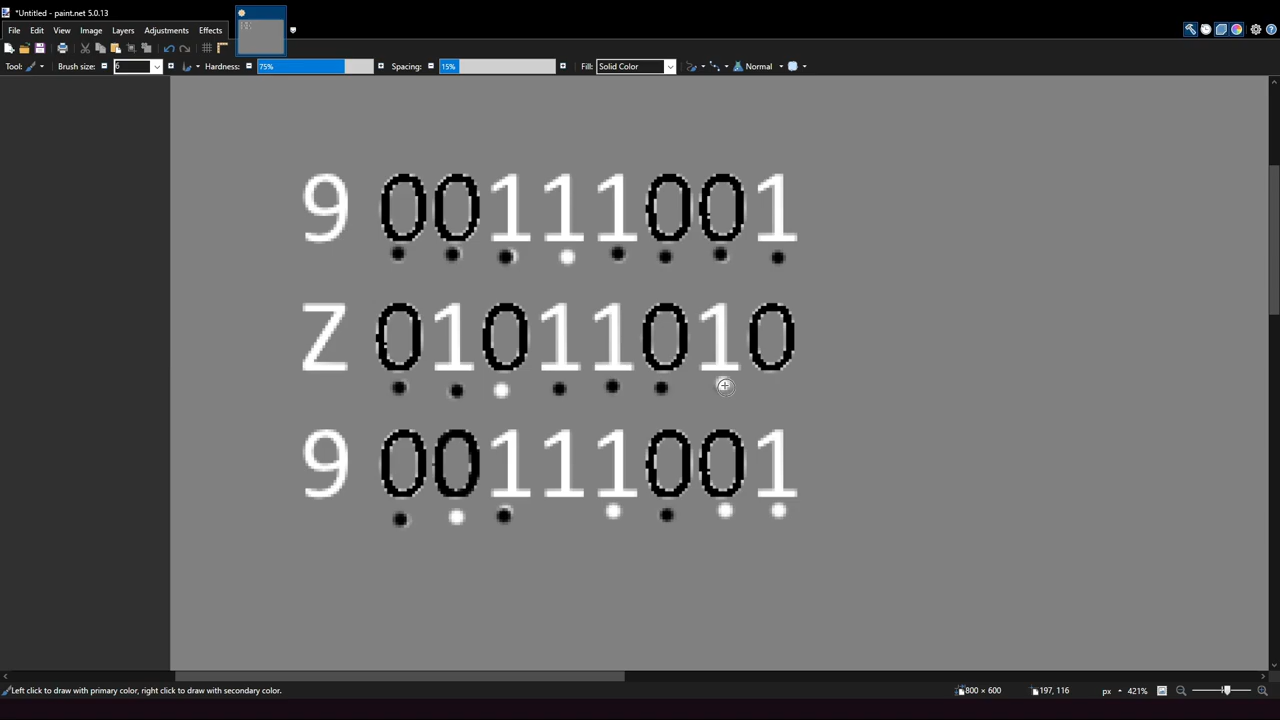 *Untitled - paint.net 5.0.13
File Edit View Image Layers Adjustments Effects
Tool: Brush size: 6 Hardness: 75% Spacing: 15% Fill: Solid Color Normal
9 00111001
Z 01011010
9 00111001
Left click to draw with primary color, right click to draw with secondary color. 800 × 600 197, 116 px 421%